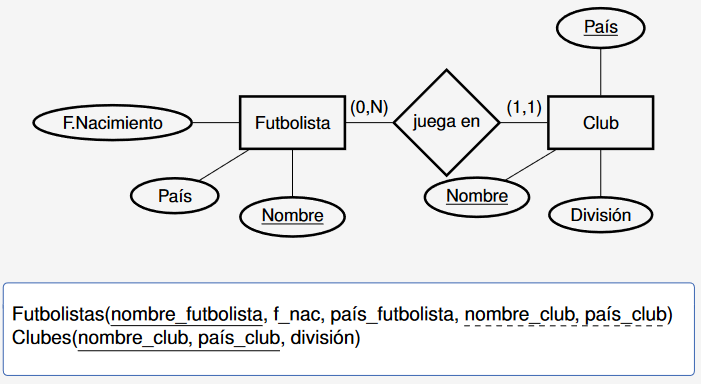 País
(0,N)
(1,1)
F.Nacimiento
Futbolista
juega en
Club
País
Nombre
Nombre
División
Futbolistas(nombre_futbolista, f_nac, país_futbolista, nombre_club, país_club)
Clubes(nombre_club, país_club, división)